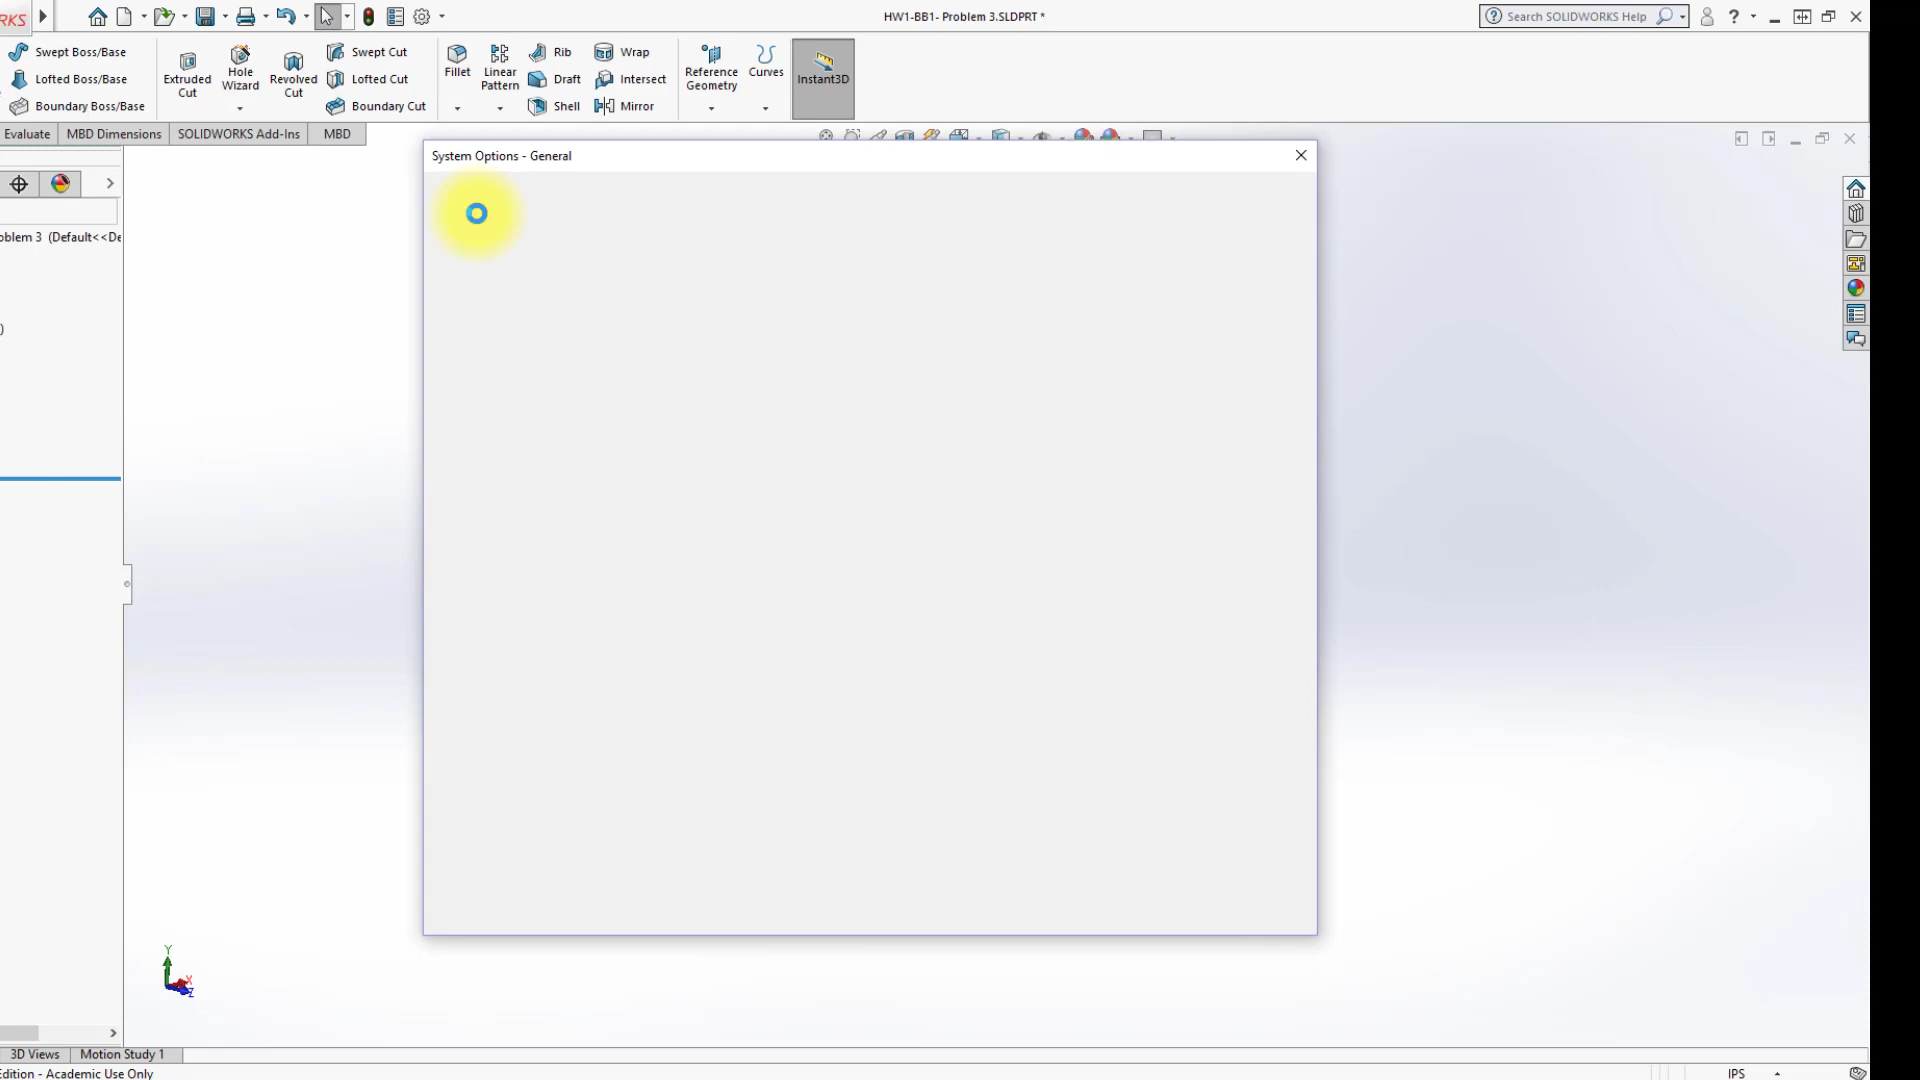 RKS
HW1-BB1- Problem 3.SLDPRT *
Search SOLIDWORKS Help
?
Swept Boss/Base
Lofted Boss/Base
Boundary Boss/Base
Extruded Cut
Hole Wizard
Revolved Cut
Swept Cut
Lofted Cut
Boundary Cut
Fillet
Linear Pattern
Rib
Draft
Shell
Wrap
Intersect
Mirror
Reference Geometry
Curves
Instant3D
Evaluate
MBD Dimensions
SOLIDWORKS Add-Ins
MBD
System Options - General
oblem 3 (Default<<De
)
Y
X
Z
3D Views
Motion Study 1
Edition - Academic Use Only
IPS